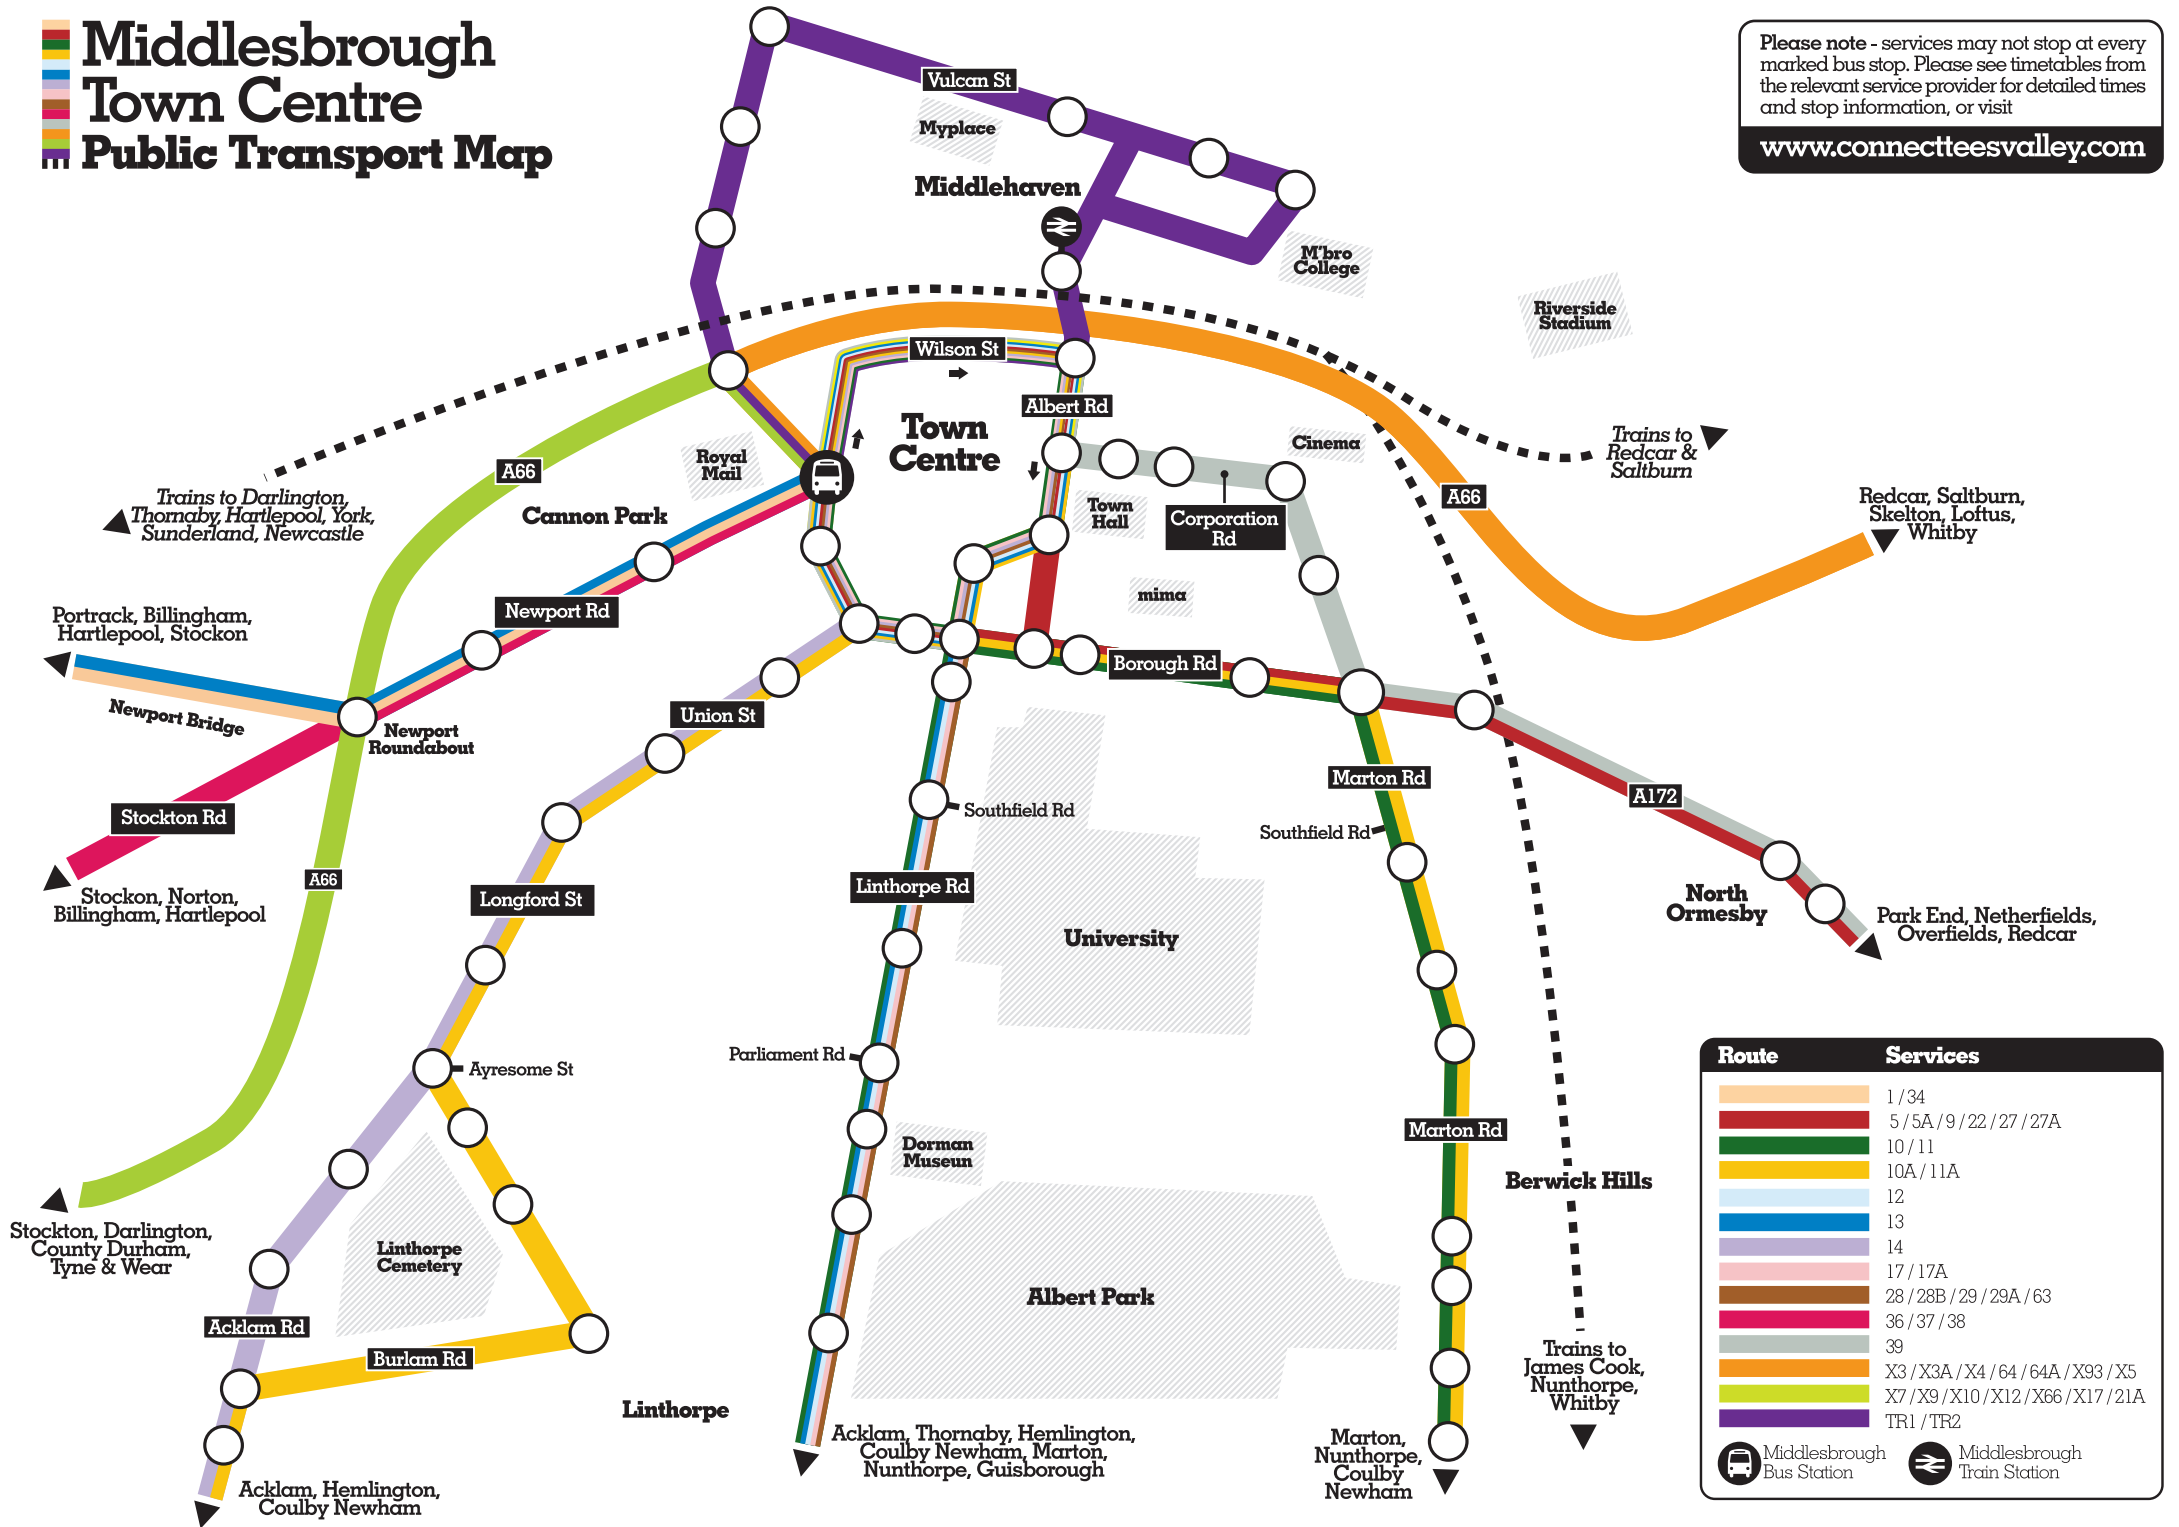 Middlesbrough
Town Centre
Public Transport Map
Please note - services may not stop at every
marked bus stop. Please see timetables from
the relevant service provider for detailed times
and stop information, or visit
www.connectteesvalley.com
Vulcan St
Myplace
Middlehaven
M'bro
College
Riverside
Stadium
Wilson St
Albert Rd
Town
Centre
Cinema
Trains to
Redcar &
Saltburn
Royal
Mail
A66
A66
Trains to Darlington,
Thornaby, Hartlepool, York,
Sunderland, Newcastle
Cannon Park
Town
Hall
Corporation
Rd
Redcar, Saltburn,
Skelton, Loftus,
Whitby
mima
Portrack, Billingham,
Hartlepool, Stockon
Newport Rd
Borough Rd
Newport Bridge
Newport
Roundabout
Union St
Marton Rd
A172
Stockton Rd
Southfield Rd
Southfield Rd
A66
Stockon, Norton,
Billingham, Hartlepool
Longford St
Linthorpe Rd
University
North
Ormesby
Park End, Netherfields,
Overfields, Redcar
Ayresome St
Parliament Rd
Dorman
Museun
Marton Rd
Berwick Hills
Stockton, Darlington,
County Durham,
Tyne & Wear
Linthorpe
Cemetery
Albert Park
Acklam Rd
Burlam Rd
Linthorpe
Trains to
James Cook,
Nunthorpe,
Whitby
Acklam, Thornaby, Hemlington,
Coulby Newham, Marton,
Nunthorpe, Guisborough
Marton,
Nunthorpe,
Coulby
Newham
Acklam, Hemlington,
Coulby Newham
Route Services
1 / 34
5 / 5A / 9 / 22 / 27 / 27A
10 / 11
10A / 11A
12
13
14
17 / 17A
28 / 28B / 29 / 29A / 63
36 / 37 / 38
39
X3 / X3A / X4 / 64 / 64A / X93 / X5
X7 / X9 / X10 / X12 / X66 / X17 / 21A
TR1 / TR2
Middlesbrough
Bus Station
Middlesbrough
Train Station